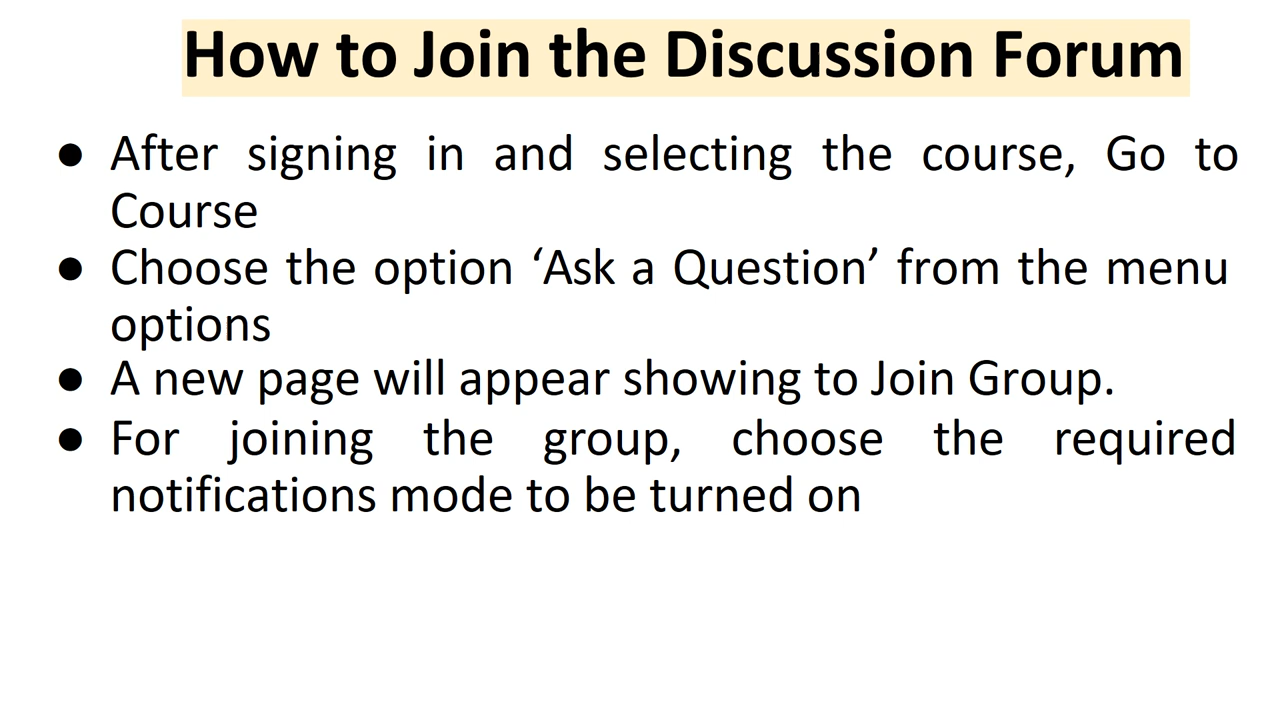 How to Join the Discussion Forum
● After signing in and selecting the course, Go to
Course
● Choose the option ‘Ask a Question’ from the menu
options
● A new page will appear showing to Join Group.
● For joining the group, choose the required
notifications mode to be turned on